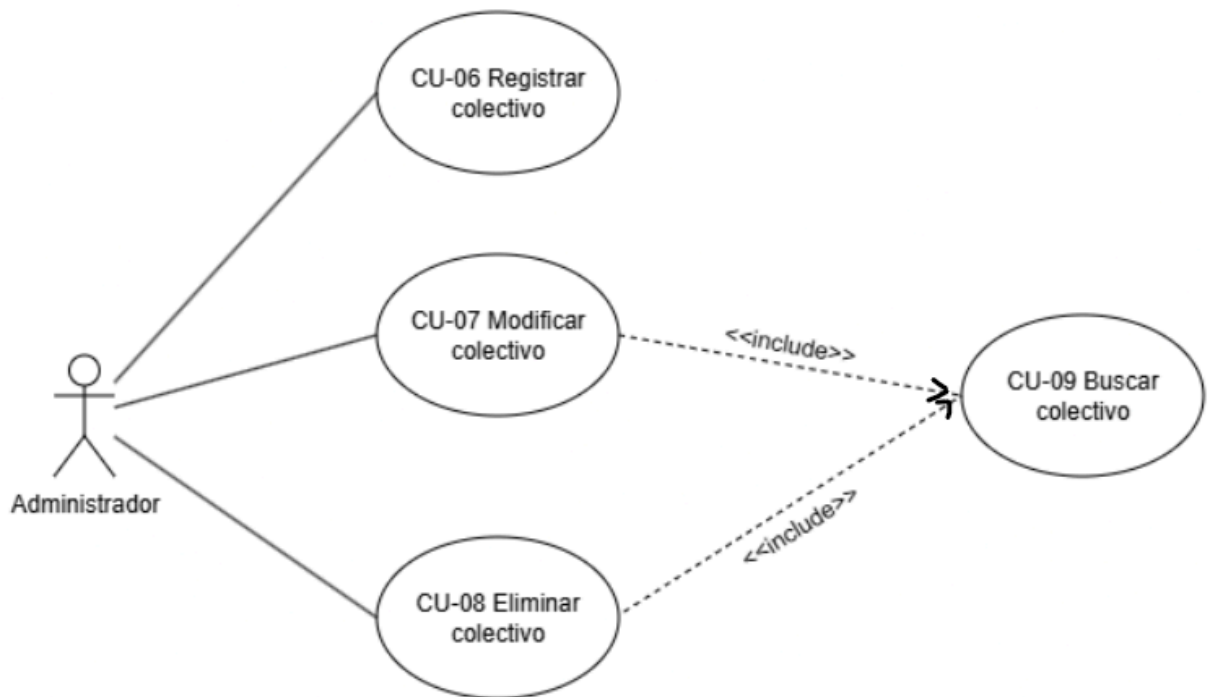 CU-06 Registrar
colectivo
CU-07 Modificar
colectivo
<<include>>
CU-09 Buscar
colectivo
Administrador
<<include>>
CU-08 Eliminar
colectivo